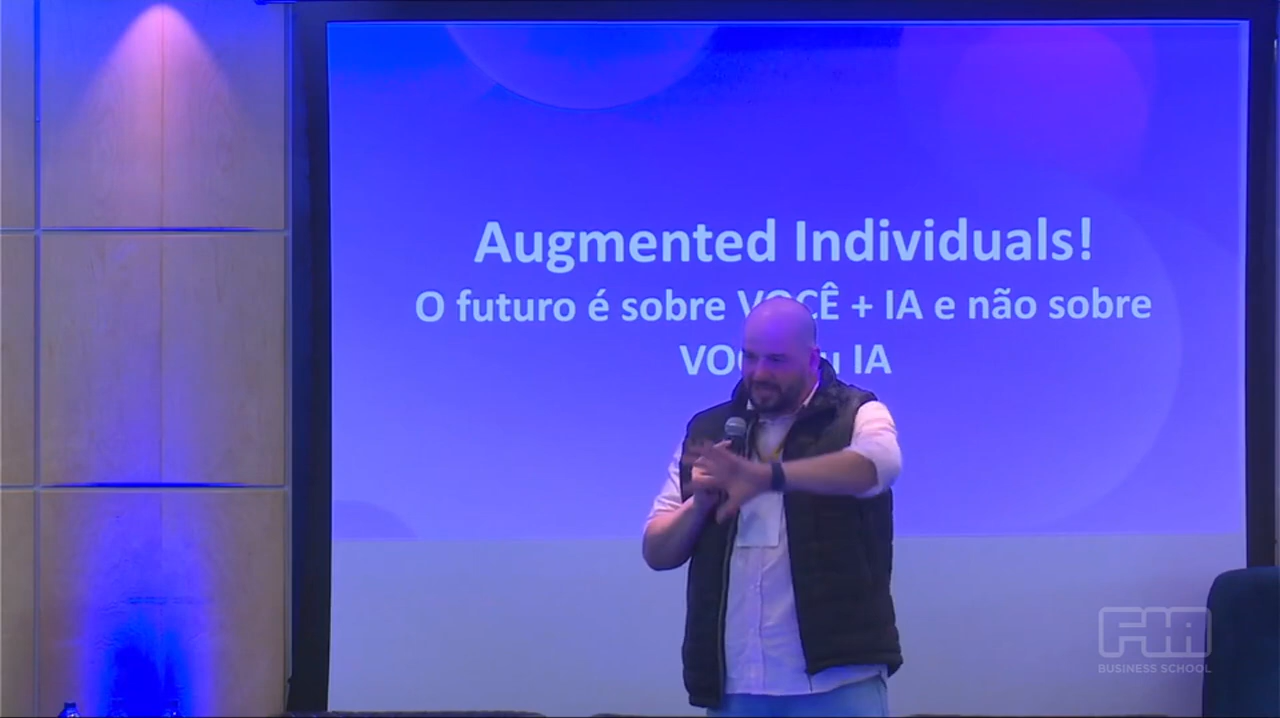 Augmented Individuals!
O futuro é sobre VOCÊ + IA e não sobre
IA
FIA
BUSINESS SCHOOL